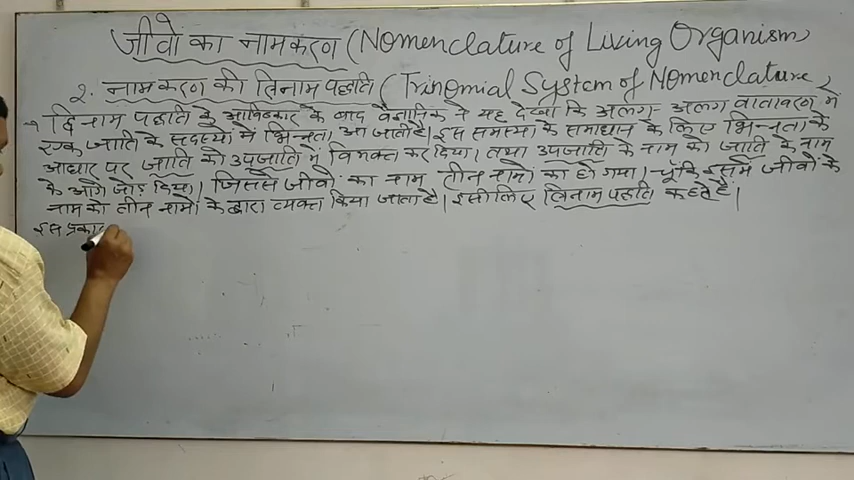 जीवों का नामकरण (Nomenclature of Living Organism)
2. नामकरण की त्रिनाम पद्धति (Trinomial System of Nomenclature)
→ द्विनाम पद्धति के आविष्कार के बाद वैज्ञानिक ने यह देखा कि अलग-अलग वातावरण में
एक जाति के सदस्यों में भिन्नता आ जाती है। इस समस्या के समाधान के लिए भिन्नता के
आधार पर जाति को उपजाति में विभक्त कर दिया। तथा उपजाति के नाम को जाति के नाम
के आगे जोड़ दिया। जिससे जीवों का नाम तीन नामों का हो गया। चूँकि इसमें जीवों के
नाम को तीन नामों के द्वारा व्यक्त किया जाता है। इसीलिए त्रिनाम पद्धति कहते हैं।
इस प्रका